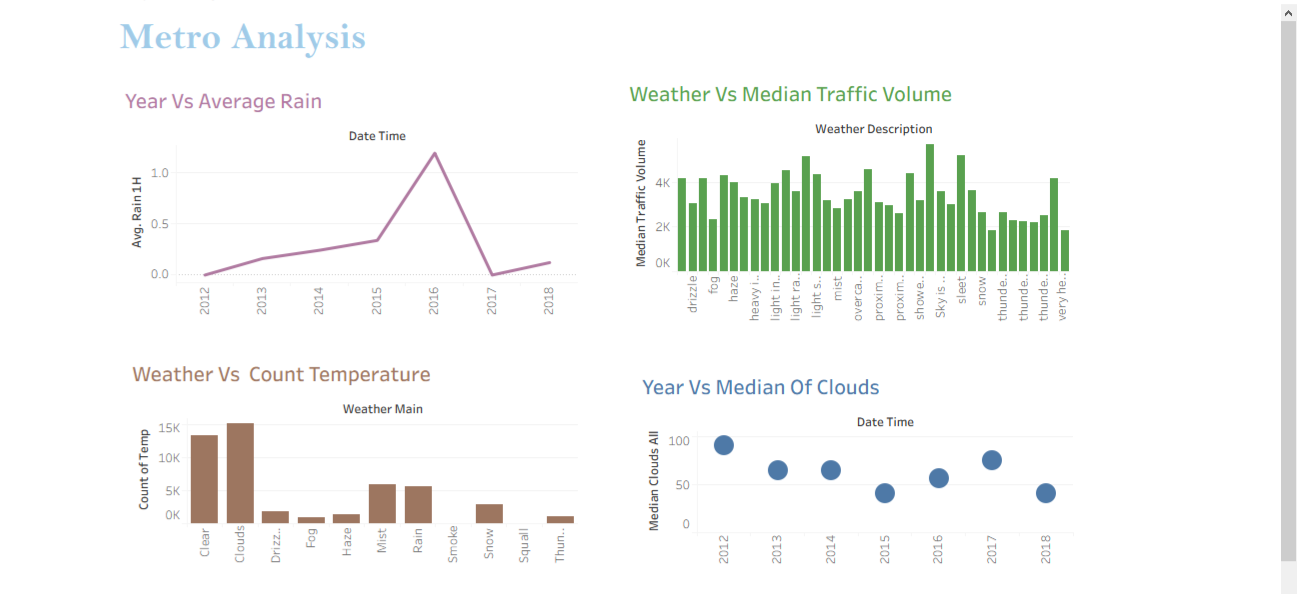 Metro Analysis
Year Vs Average Rain
Date Time
Avg. Rain 1H
1.0
0.5
0.0
2012
2013
2014
2015
2016
2017
2018
Weather Vs Median Traffic Volume
Weather Description
Median Traffic Volume
4K
2K
0K
drizzle
fog
haze
heavy i..
light in..
light ra..
light s..
mist
overca..
proxim..
proxim..
showe..
Sky is ..
sleet
snow
thunde..
thunde..
thunde..
very he..
Weather Vs Count Temperature
Weather Main
Count of Temp
15K
10K
5K
0K
Clear
Clouds
Drizz..
Fog
Haze
Mist
Rain
Smoke
Snow
Squall
Thun..
Year Vs Median Of Clouds
Date Time
Median Clouds All
100
50
0
2012
2013
2014
2015
2016
2017
2018